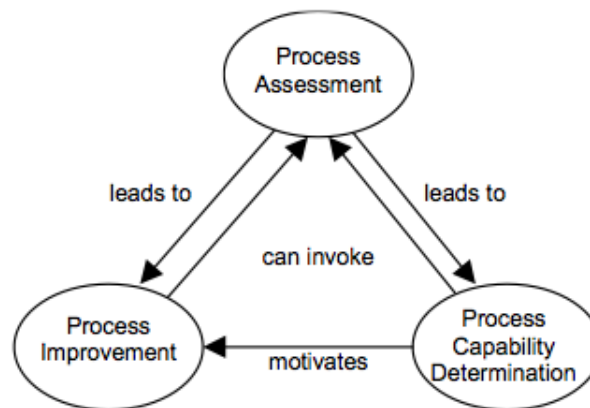 Process
Assessment
leads to
leads to
can invoke
Process
Improvement
motivates
Process
Capability
Determination